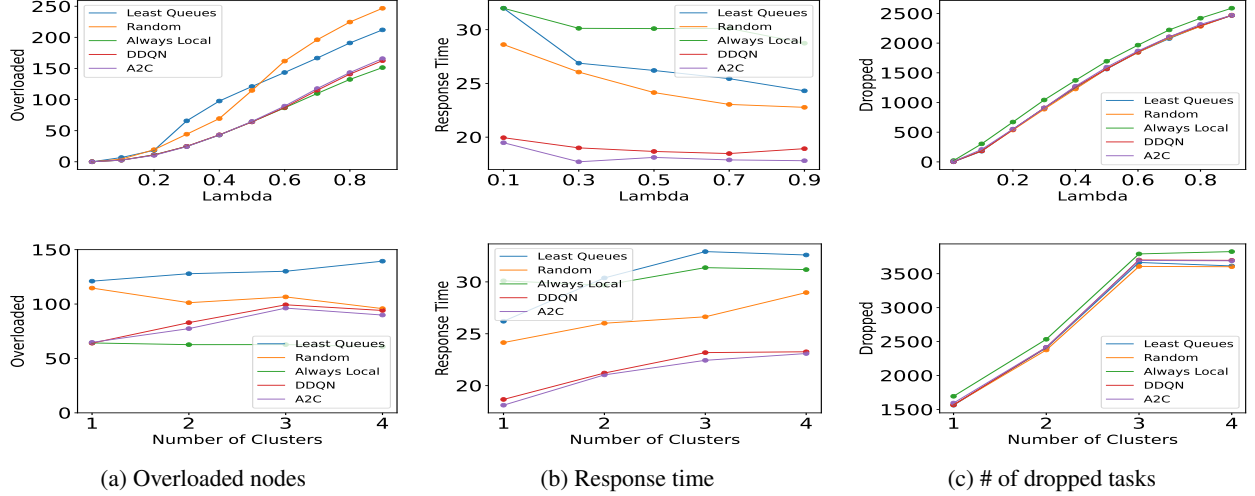 250
200
150
100
50
0
Overloaded
Least Queues
Random
Always Local
DDQN
A2C
0.2 0.4 0.6 0.8
Lambda
30
25
20
Response Time
Least Queues
Random
Always Local
DDQN
A2C
0.1 0.3 0.5 0.7 0.9
Lambda
2500
2000
1500
1000
500
0
Dropped
Least Queues
Random
Always Local
DDQN
A2C
0.2 0.4 0.6 0.8
Lambda
150
100
50
0
Overloaded
Least Queues
Random
Always Local
DDQN
A2C
1 2 3 4
Number of Clusters
30
25
20
Response Time
Least Queues
Random
Always Local
DDQN
A2C
1 2 3 4
Number of Clusters
3500
3000
2500
2000
1500
Dropped
Least Queues
Random
Always Local
DDQN
A2C
1 2 3 4
Number of Clusters
(a) Overloaded nodes
(b) Response time
(c) # of dropped tasks